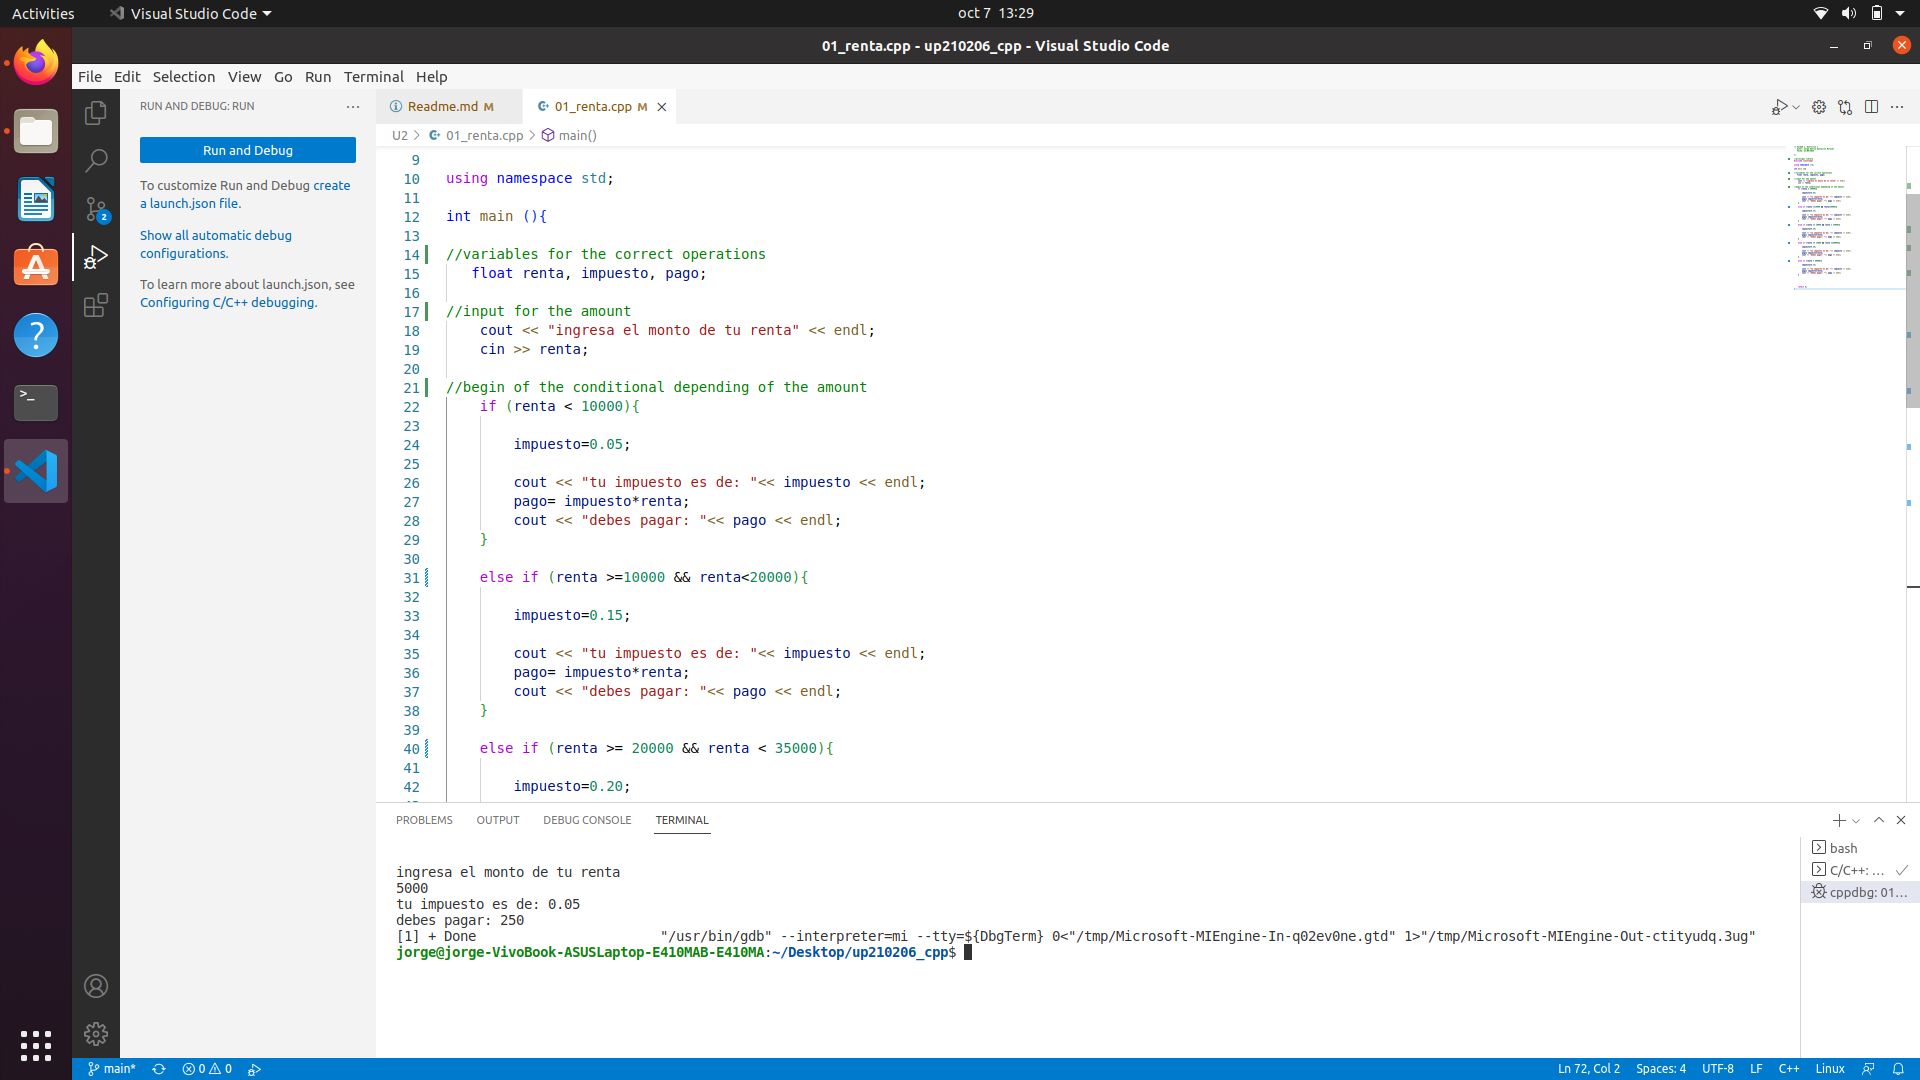 Activities Visual Studio Code oct 7 13:29
01_renta.cpp - up210206_cpp - Visual Studio Code
File Edit Selection View Go Run Terminal Help
RUN AND DEBUG: RUN
Run and Debug
To customize Run and Debug create
a launch.json file.
Show all automatic debug
configurations.
To learn more about launch.json, see
Configuring C/C++ debugging.
2
Readme.md M 01_renta.cpp M
U2 > 01_renta.cpp > main()
9
10 using namespace std;
11
12 int main (){
13
14 //variables for the correct operations
15 float renta, impuesto, pago;
16
17 //input for the amount
18 cout << "ingresa el monto de tu renta" << endl;
19 cin >> renta;
20
21 //begin of the conditional depending of the amount
22 if (renta < 10000){
23
24 impuesto=0.05;
25
26 cout << "tu impuesto es de: "<< impuesto << endl;
27 pago= impuesto*renta;
28 cout << "debes pagar: "<< pago << endl;
29 }
30
31 else if (renta >=10000 && renta<20000){
32
33 impuesto=0.15;
34
35 cout << "tu impuesto es de: "<< impuesto << endl;
36 pago= impuesto*renta;
37 cout << "debes pagar: "<< pago << endl;
38 }
39
40 else if (renta >= 20000 && renta < 35000){
41
42 impuesto=0.20;
PROBLEMS OUTPUT DEBUG CONSOLE TERMINAL
ingresa el monto de tu renta
5000
tu impuesto es de: 0.05
debes pagar: 250
[1] + Done "/usr/bin/gdb" --interpreter=mi --tty=${DbgTerm} 0<"/tmp/Microsoft-MIEngine-In-q02ev0ne.gtd" 1>"/tmp/Microsoft-MIEngine-Out-ctityudq.3ug"
jorge@jorge-VivoBook-ASUSLaptop-E410MAB-E410MA:~/Desktop/up210206_cpp$
bash
C/C++: ...
cppdbg: 01...
main* 0 0 Ln 72, Col 2 Spaces: 4 UTF-8 LF C++ Linux